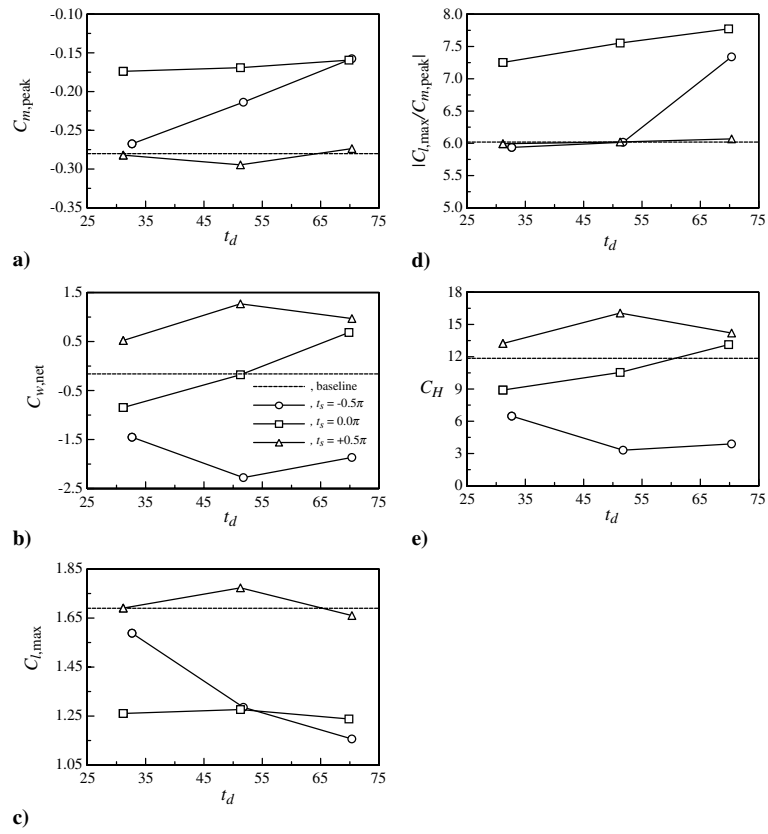 -0.10
-0.15
-0.20
-0.25
-0.30
-0.35
C_m,peak
25 35 45 55 65 75
t_d
a)
8.0
7.5
7.0
6.5
6.0
5.5
5.0
|C_l,max/C_m,peak|
25 35 45 55 65 75
t_d
d)
1.5
0.5
-0.5
-1.5
-2.5
C_w,net
, baseline
, t_s = -0.5π
, t_s = 0.0π
, t_s = +0.5π
25 35 45 55 65 75
t_d
b)
18
15
12
9
6
3
0
C_H
25 35 45 55 65 75
t_d
e)
1.85
1.65
1.45
1.25
1.05
C_l,max
25 35 45 55 65 75
t_d
c)